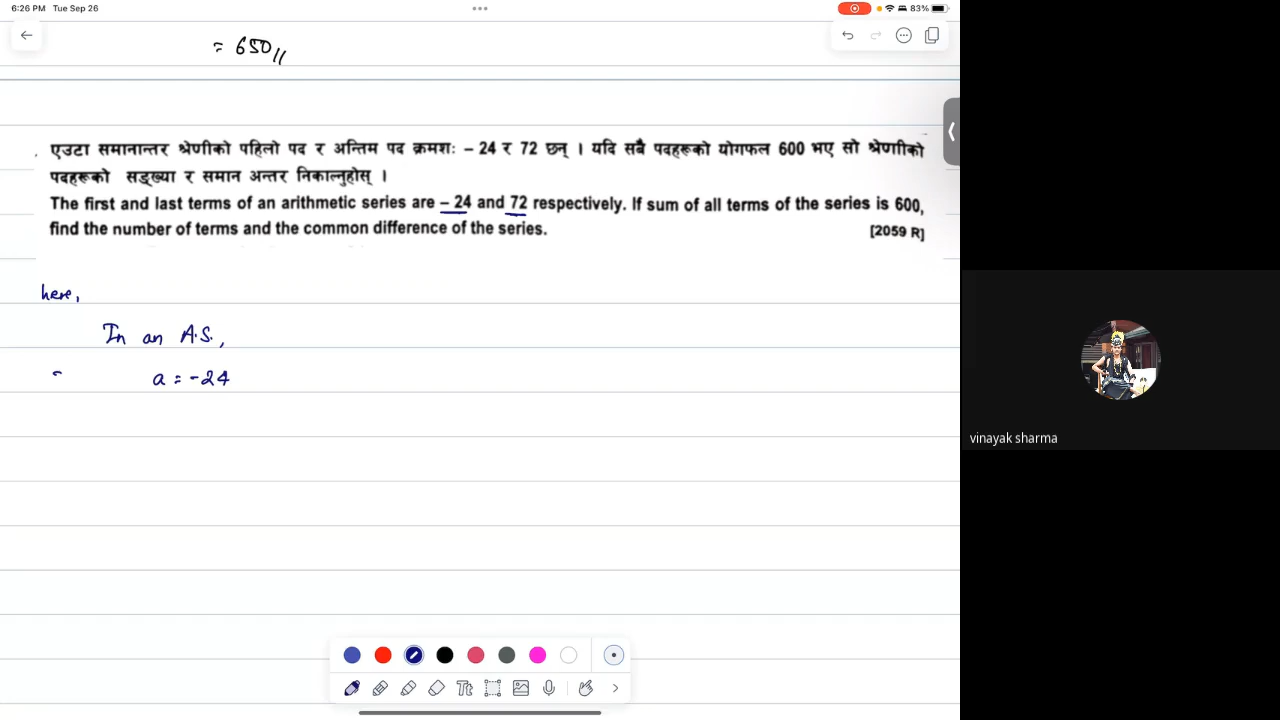 6:26 PM Tue Sep 26
83%
= 650//
एउटा समानान्तर श्रेणीको पहिलो पद र अन्तिम पद क्रमशः – 24 र 72 छन् । यदि सबै पदहरूको योगफल 600 भए सो श्रेणीको
पदहरूको सङ्ख्या र समान अन्तर निकाल्नुहोस् ।
The first and last terms of an arithmetic series are – 24 and 72 respectively. If sum of all terms of the series is 600,
find the number of terms and the common difference of the series.
[2059 R]
here,
In an A.S.,
a = -24
Tt
vinayak sharma